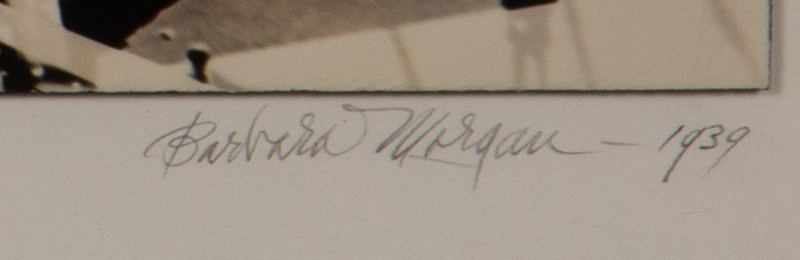 Barbara Morgan — 1939